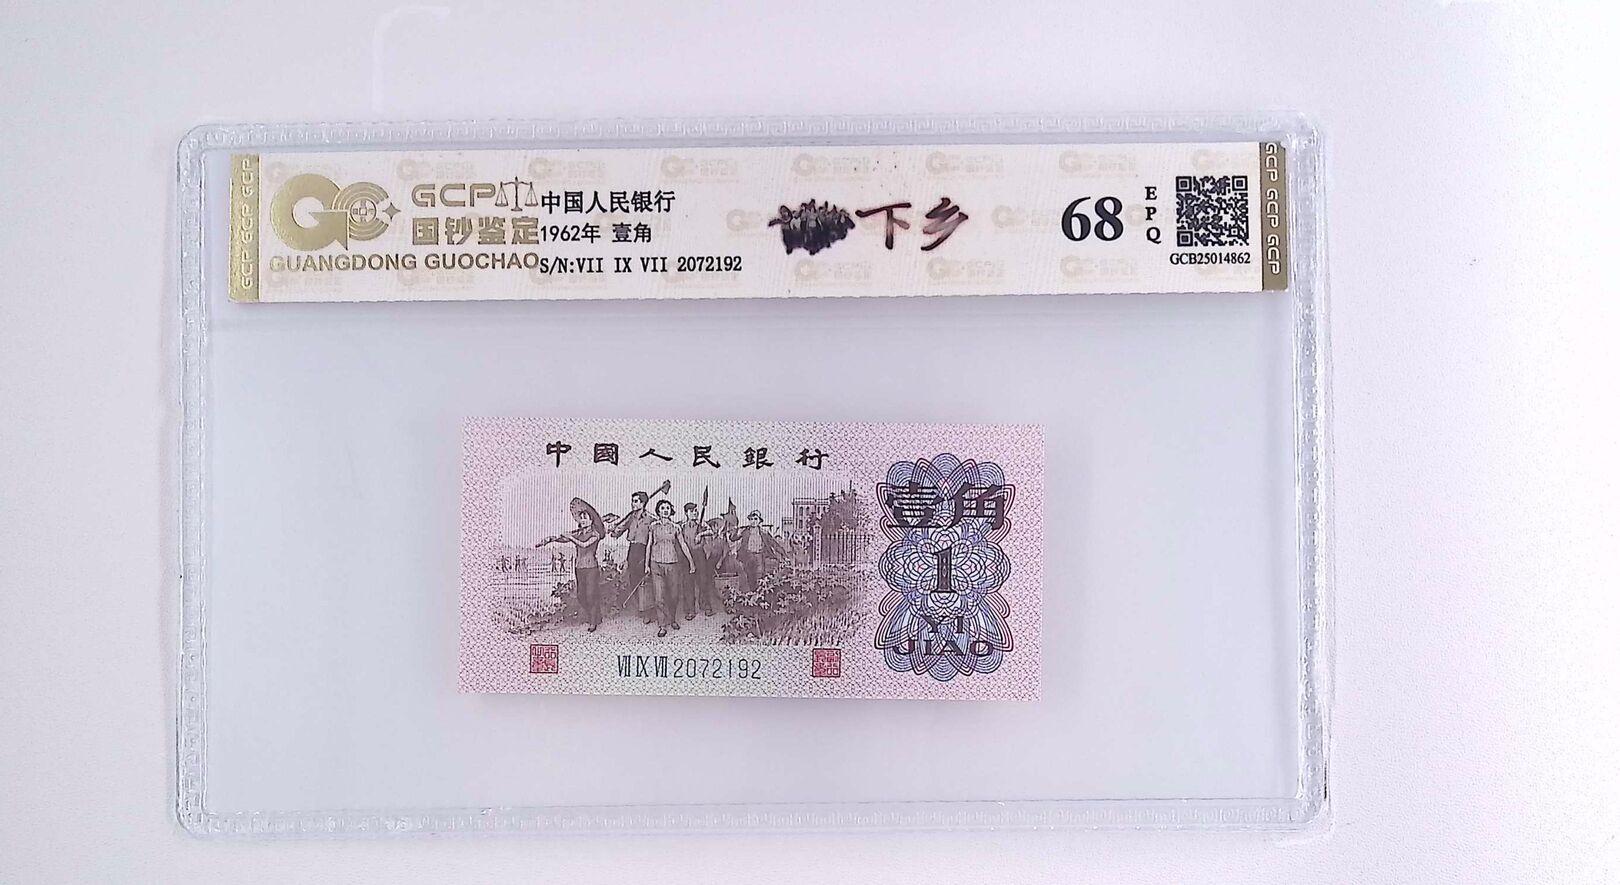 GCP
国钞鉴定
GUANGDONG GUOCHAO
中国人民银行
1962年 壹角
S/N:VII IX VII 2072192
下乡
68
EPQ
GCB25014862
GCP GCP GCP
GCP GCP GCP
中國人民銀行
壹角
1
YI
JIAO
VII IX VII 2072192